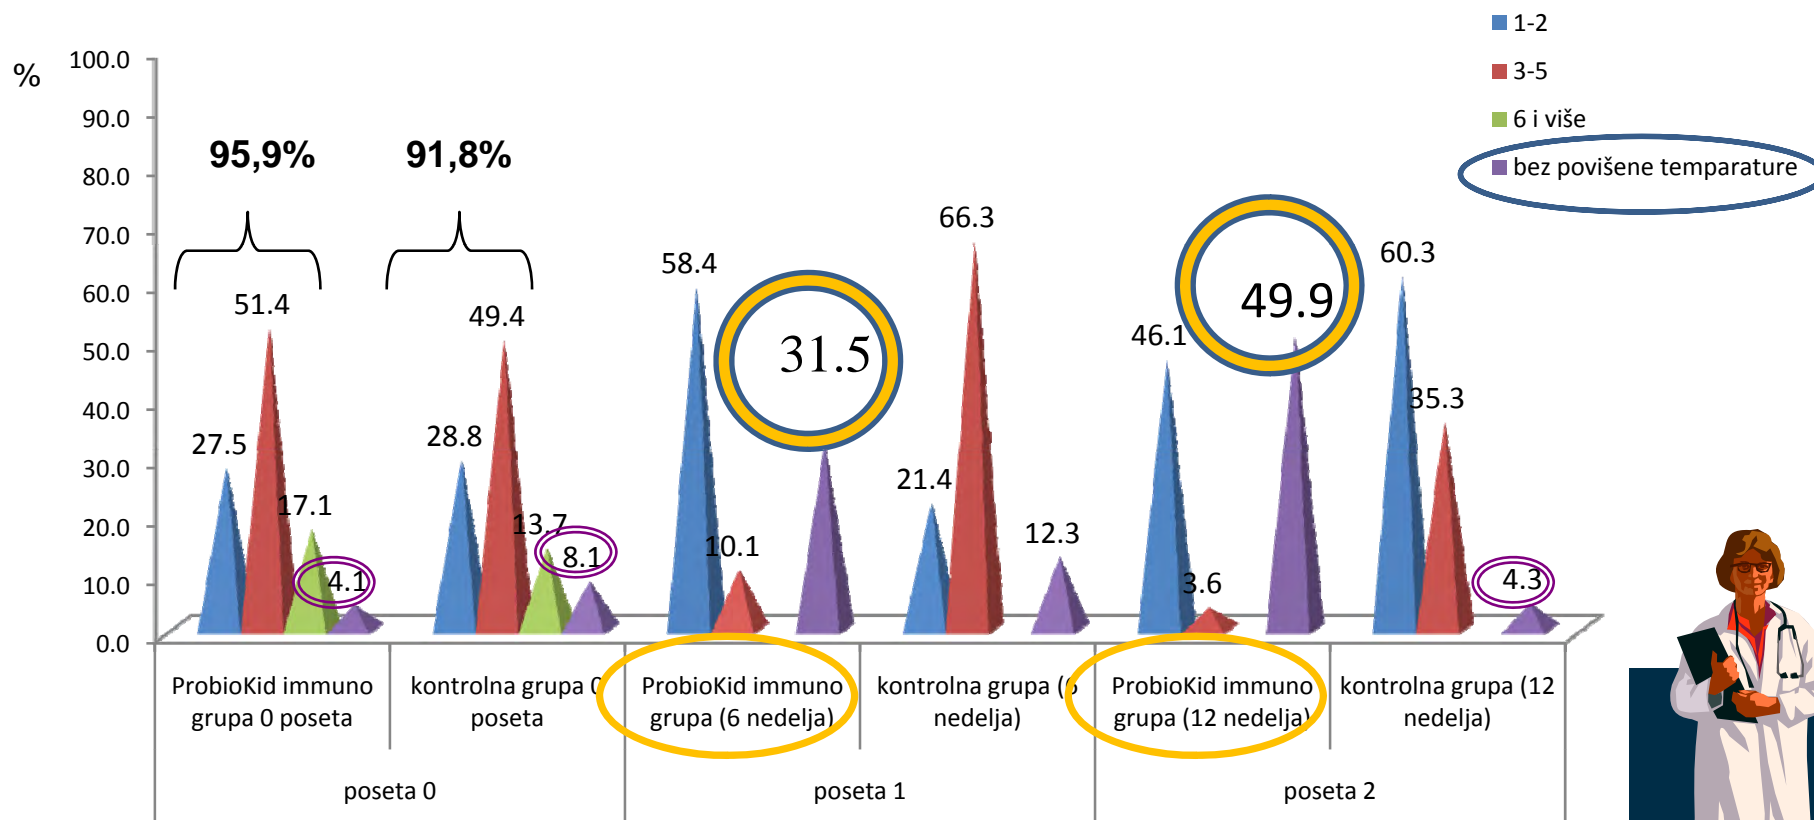 1-2
3-5
6 i više
bez povišene temparature
%
100.0
90.0
80.0
70.0
60.0
50.0
40.0
30.0
20.0
10.0
0.0
95,9%
91,8%
27.5
51.4
17.1
4.1
28.8
49.4
13.7
8.1
58.4
10.1
31.5
21.4
66.3
12.3
46.1
3.6
49.9
60.3
35.3
4.3
ProbioKid immuno
grupa 0 poseta
kontrolna grupa 0
poseta
ProbioKid immuno
grupa (6 nedelja)
kontrolna grupa (6
nedelja)
ProbioKid immuno
grupa (12 nedelja)
kontrolna grupa (12
nedelja)
poseta 0
poseta 1
poseta 2